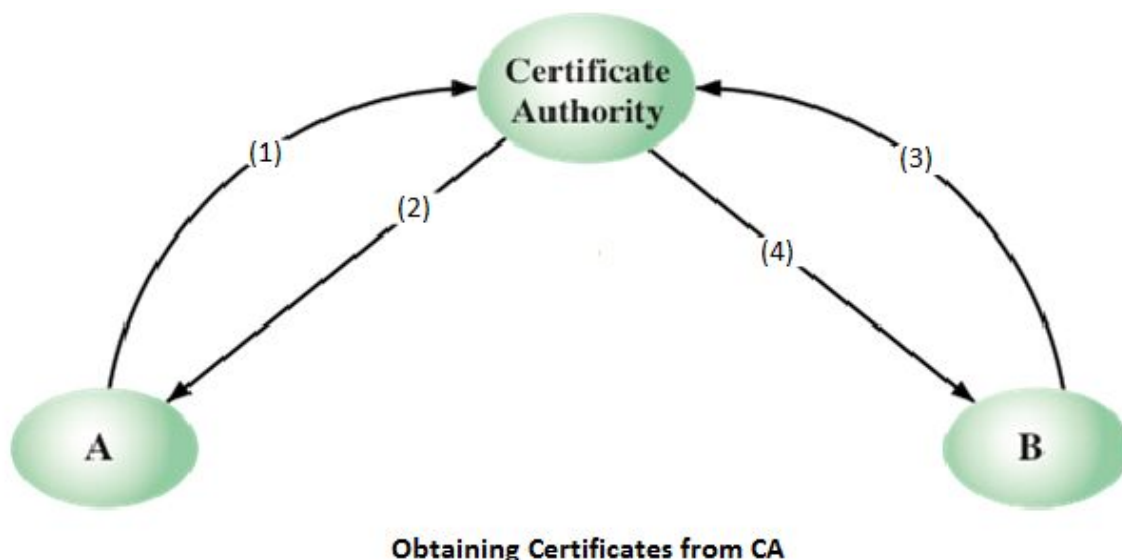 Certificate
Authority
(1)
(3)
(2)
(4)
A
B
Obtaining Certificates from CA